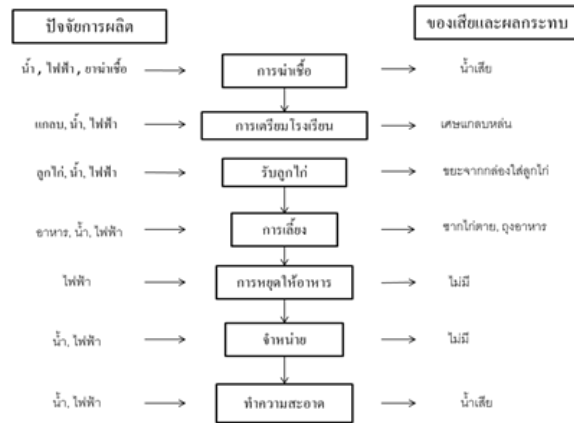 ปัจจัยการผลิต
ของเสียและผลกระทบ
น้ำ, ไฟฟ้า, ยาฆ่าเชื้อ
การฆ่าเชื้อ
น้ำเสีย
แกลบ, น้ำ, ไฟฟ้า
การเตรียมโรงเรียน
เศษแกลบหล่น
ลูกไก่, น้ำ, ไฟฟ้า
รับลูกไก่
ขยะจากกล่องใส่ลูกไก่
อาหาร, น้ำ, ไฟฟ้า
การเลี้ยง
ซากไก่ตาย, ถุงอาหาร
ไฟฟ้า
การหยุดให้อาหาร
ไม่มี
น้ำ, ไฟฟ้า
จำหน่าย
ไม่มี
น้ำ, ไฟฟ้า
ทำความสะอาด
น้ำเสีย